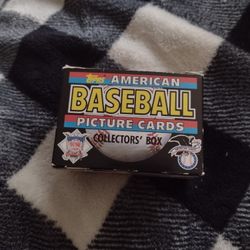 Topps AMERICAN
BASEBALL
PICTURE CARDS
COLLECTORS' BOX